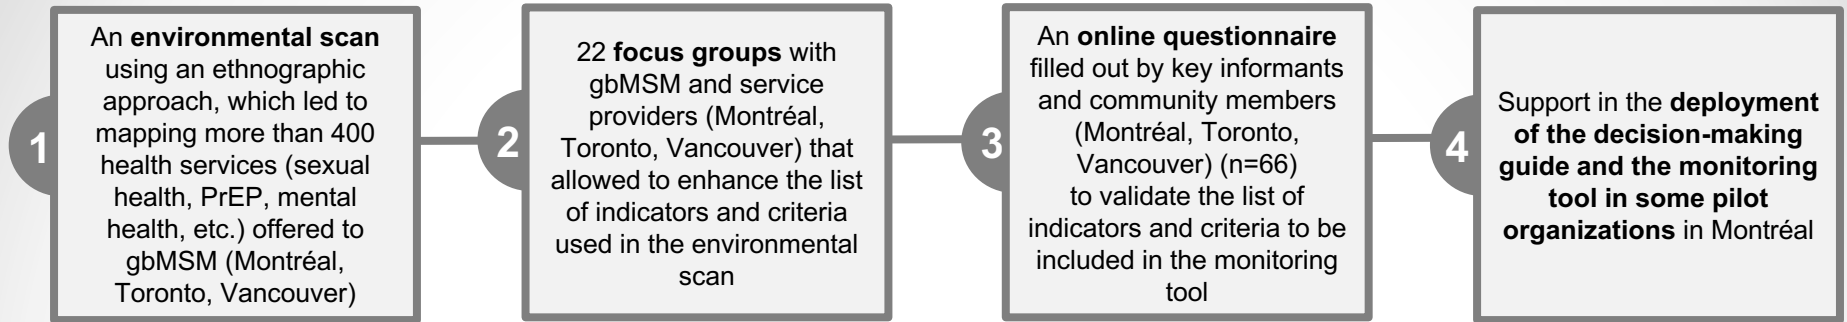 1
An environmental scan
using an ethnographic
approach, which led to
mapping more than 400
health services (sexual
health, PrEP, mental
health, etc.) offered to
gbMSM (Montréal,
Toronto, Vancouver)
2
22 focus groups with
gbMSM and service
providers (Montréal,
Toronto, Vancouver) that
allowed to enhance the list
of indicators and criteria
used in the environmental
scan
3
An online questionnaire
filled out by key informants
and community members
(Montréal, Toronto,
Vancouver) (n=66)
to validate the list of
indicators and criteria to be
included in the monitoring
tool
4
Support in the deployment
of the decision-making
guide and the monitoring
tool in some pilot
organizations in Montréal